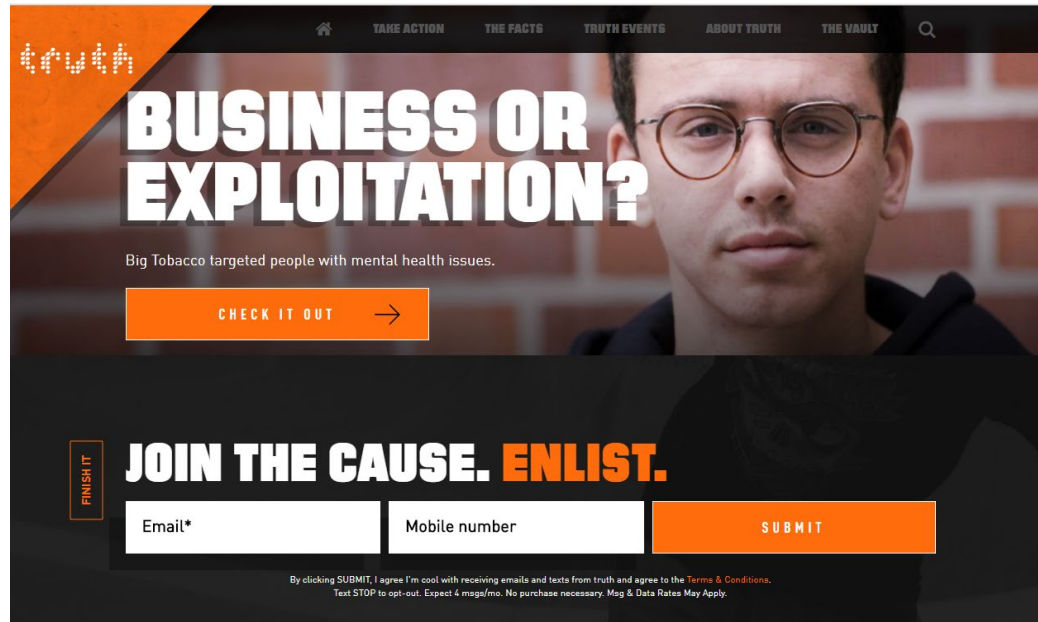 truth
TAKE ACTION THE FACTS TRUTH EVENTS ABOUT TRUTH THE VAULT
BUSINESS OR
EXPLOITATION?
Big Tobacco targeted people with mental health issues.
CHECK IT OUT
FINISH IT
JOIN THE CAUSE. ENLIST.
Email* Mobile number SUBMIT
By clicking SUBMIT, I agree I'm cool with receiving emails and texts from truth and agree to the Terms & Conditions.
Text STOP to opt-out. Expect 4 msgs/mo. No purchase necessary. Msg & Data Rates May Apply.